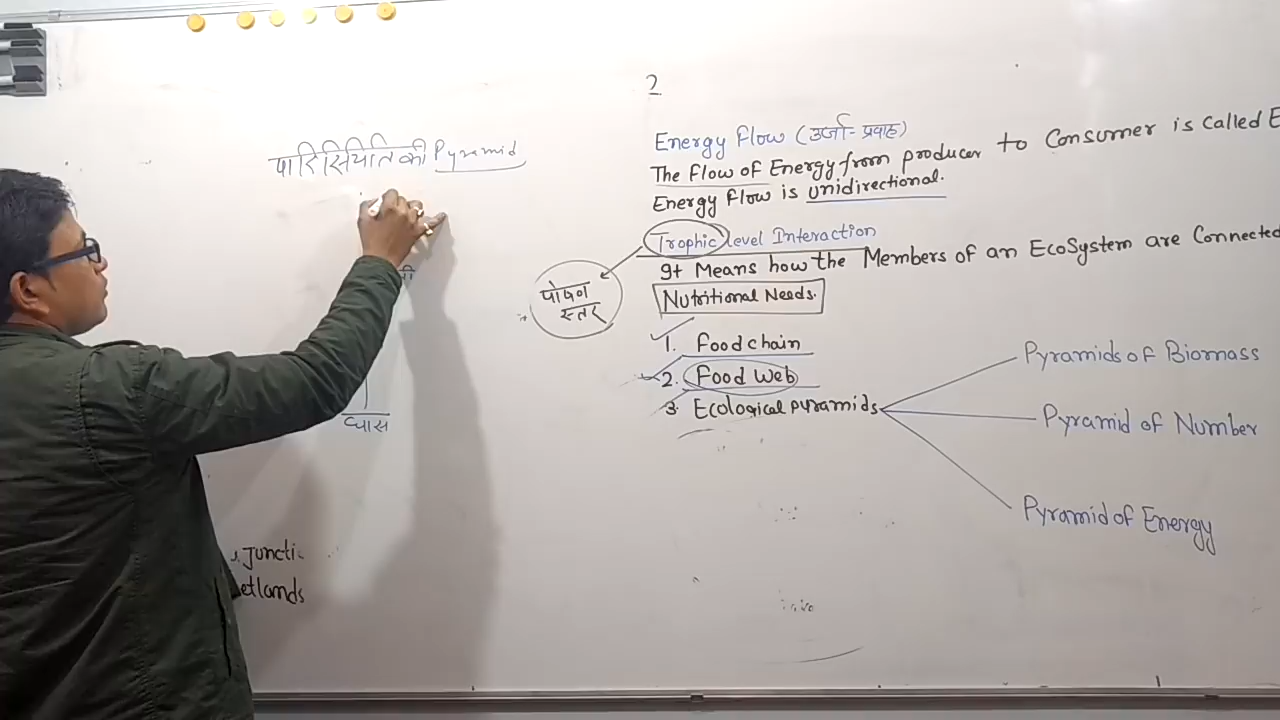 पारिस्थिति की Pyramid
घास
Juncti
etlands
2
Energy flow (उर्जा- प्रवाह)
The flow of Energy from producer to Consumer is called E
Energy flow is unidirectional.
Trophic level Interaction
पोषण
स्तर
It Means how the Members of an EcoSystem are Connected
Nutritional Needs.
1. Food chain
2. Food Web
3. Ecological pyramids
Pyramids of Biomass
Pyramid of Number
Pyramid of Energy